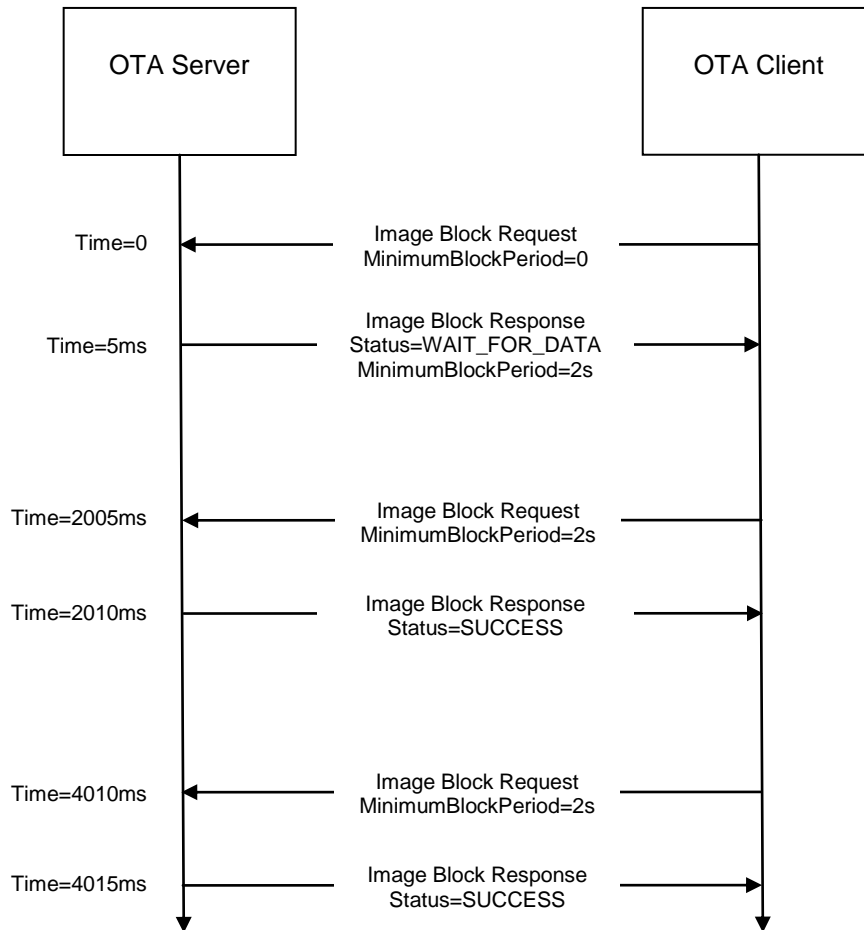 OTA Server
OTA Client
Time=0
Image Block Request
MinimumBlockPeriod=0
Time=5ms
Image Block Response
Status=WAIT_FOR_DATA
MinimumBlockPeriod=2s
Time=2005ms
Image Block Request
MinimumBlockPeriod=2s
Time=2010ms
Image Block Response
Status=SUCCESS
Time=4010ms
Image Block Request
MinimumBlockPeriod=2s
Time=4015ms
Image Block Response
Status=SUCCESS